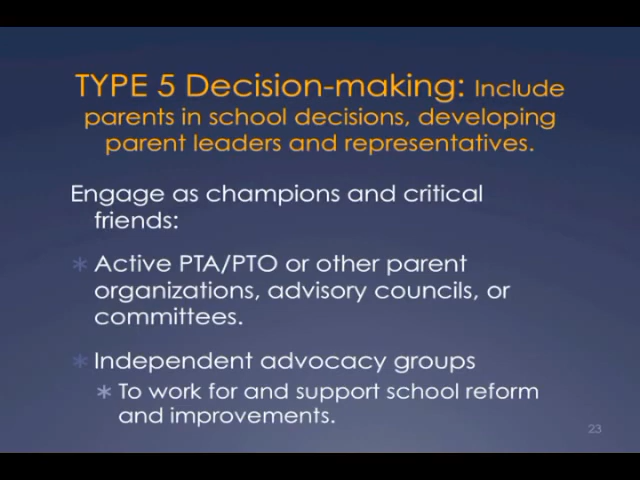 TYPE 5 Decision-making: Include
parents in school decisions, developing
parent leaders and representatives.
Engage as champions and critical
friends:
* Active PTA/PTO or other parent
organizations, advisory councils, or
committees.
* Independent advocacy groups
* To work for and support school reform
and improvements.
23